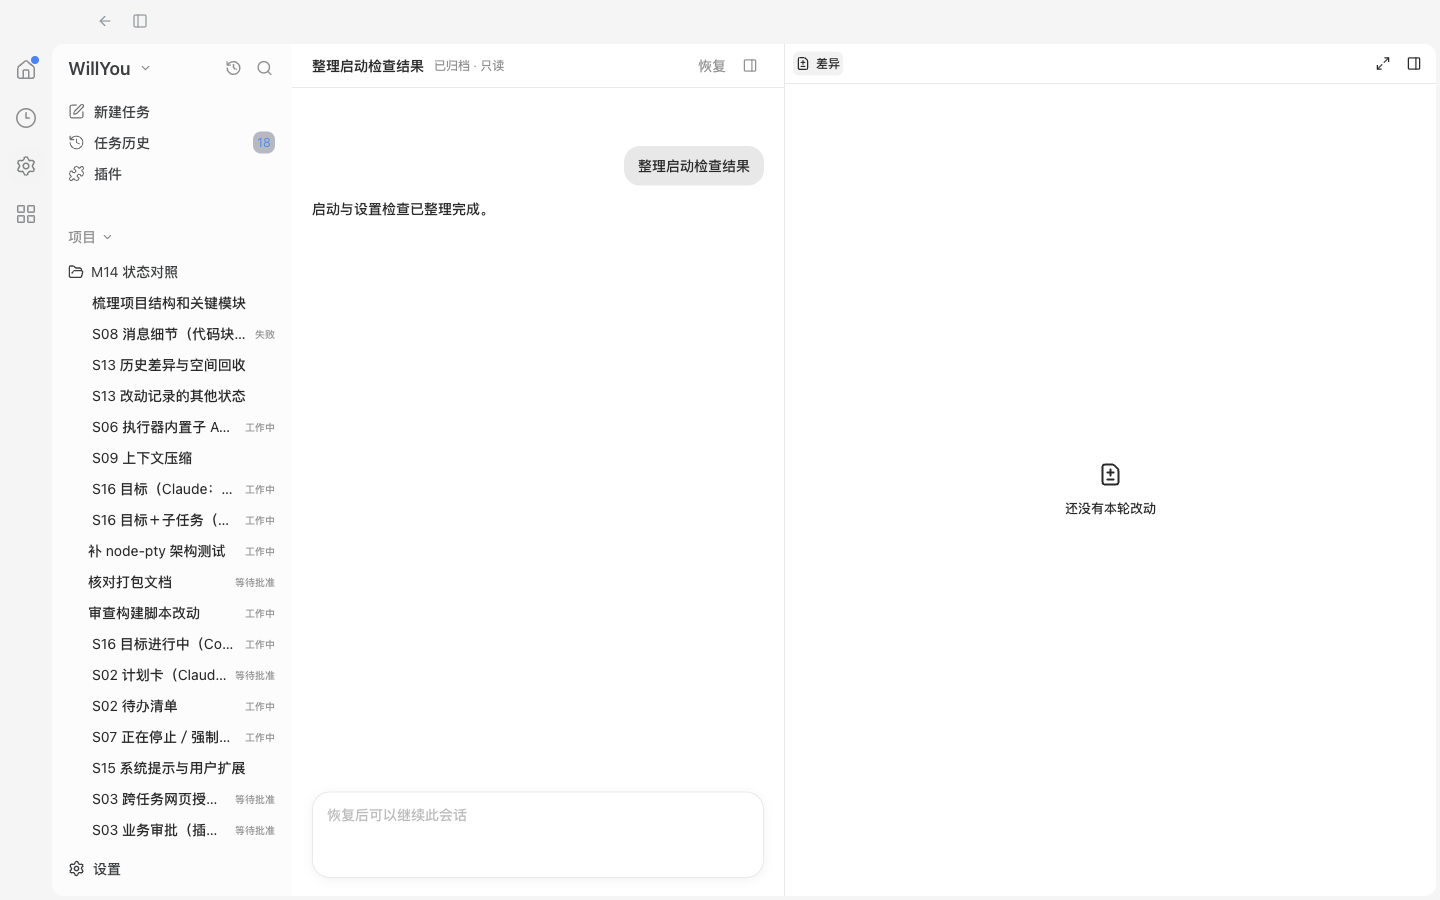 WillYou
新建任务
任务历史
18
插件
项目
M14 状态对照
梳理项目结构和关键模块
S08 消息细节（代码块... 失败
S13 历史差异与空间回收
S13 改动记录的其他状态
S06 执行器内置子 A... 工作中
S09 上下文压缩
S16 目标（Claude：... 工作中
S16 目标＋子任务（... 工作中
补 node-pty 架构测试 工作中
核对打包文档 等待批准
审查构建脚本改动 工作中
S16 目标进行中（Co... 工作中
S02 计划卡（Claud... 等待批准
S02 待办清单 工作中
S07 正在停止 / 强制... 工作中
S15 系统提示与用户扩展
S03 跨任务网页授... 等待批准
S03 业务审批（插... 等待批准
设置
整理启动检查结果 已归档 · 只读 恢复
整理启动检查结果
启动与设置检查已整理完成。
恢复后可以继续此会话
差异
还没有本轮改动